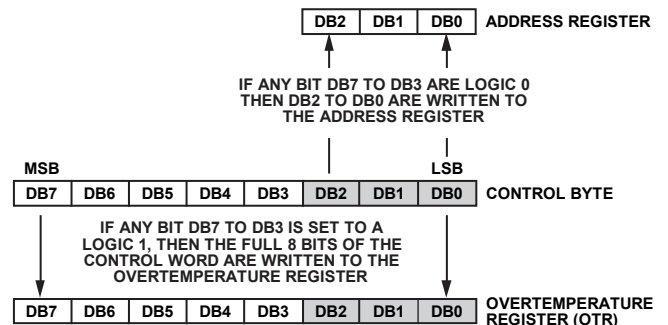 DB2 DB1 DB0 ADDRESS REGISTER
IF ANY BIT DB7 TO DB3 ARE LOGIC 0
THEN DB2 TO DB0 ARE WRITTEN TO
THE ADDRESS REGISTER
MSB LSB
DB7 DB6 DB5 DB4 DB3 DB2 DB1 DB0 CONTROL BYTE
IF ANY BIT DB7 TO DB3 IS SET TO A
LOGIC 1, THEN THE FULL 8 BITS OF THE
CONTROL WORD ARE WRITTEN TO THE
OVERTEMPERATURE REGISTER
DB7 DB6 DB5 DB4 DB3 DB2 DB1 DB0 OVERTEMPERATURE
REGISTER (OTR)